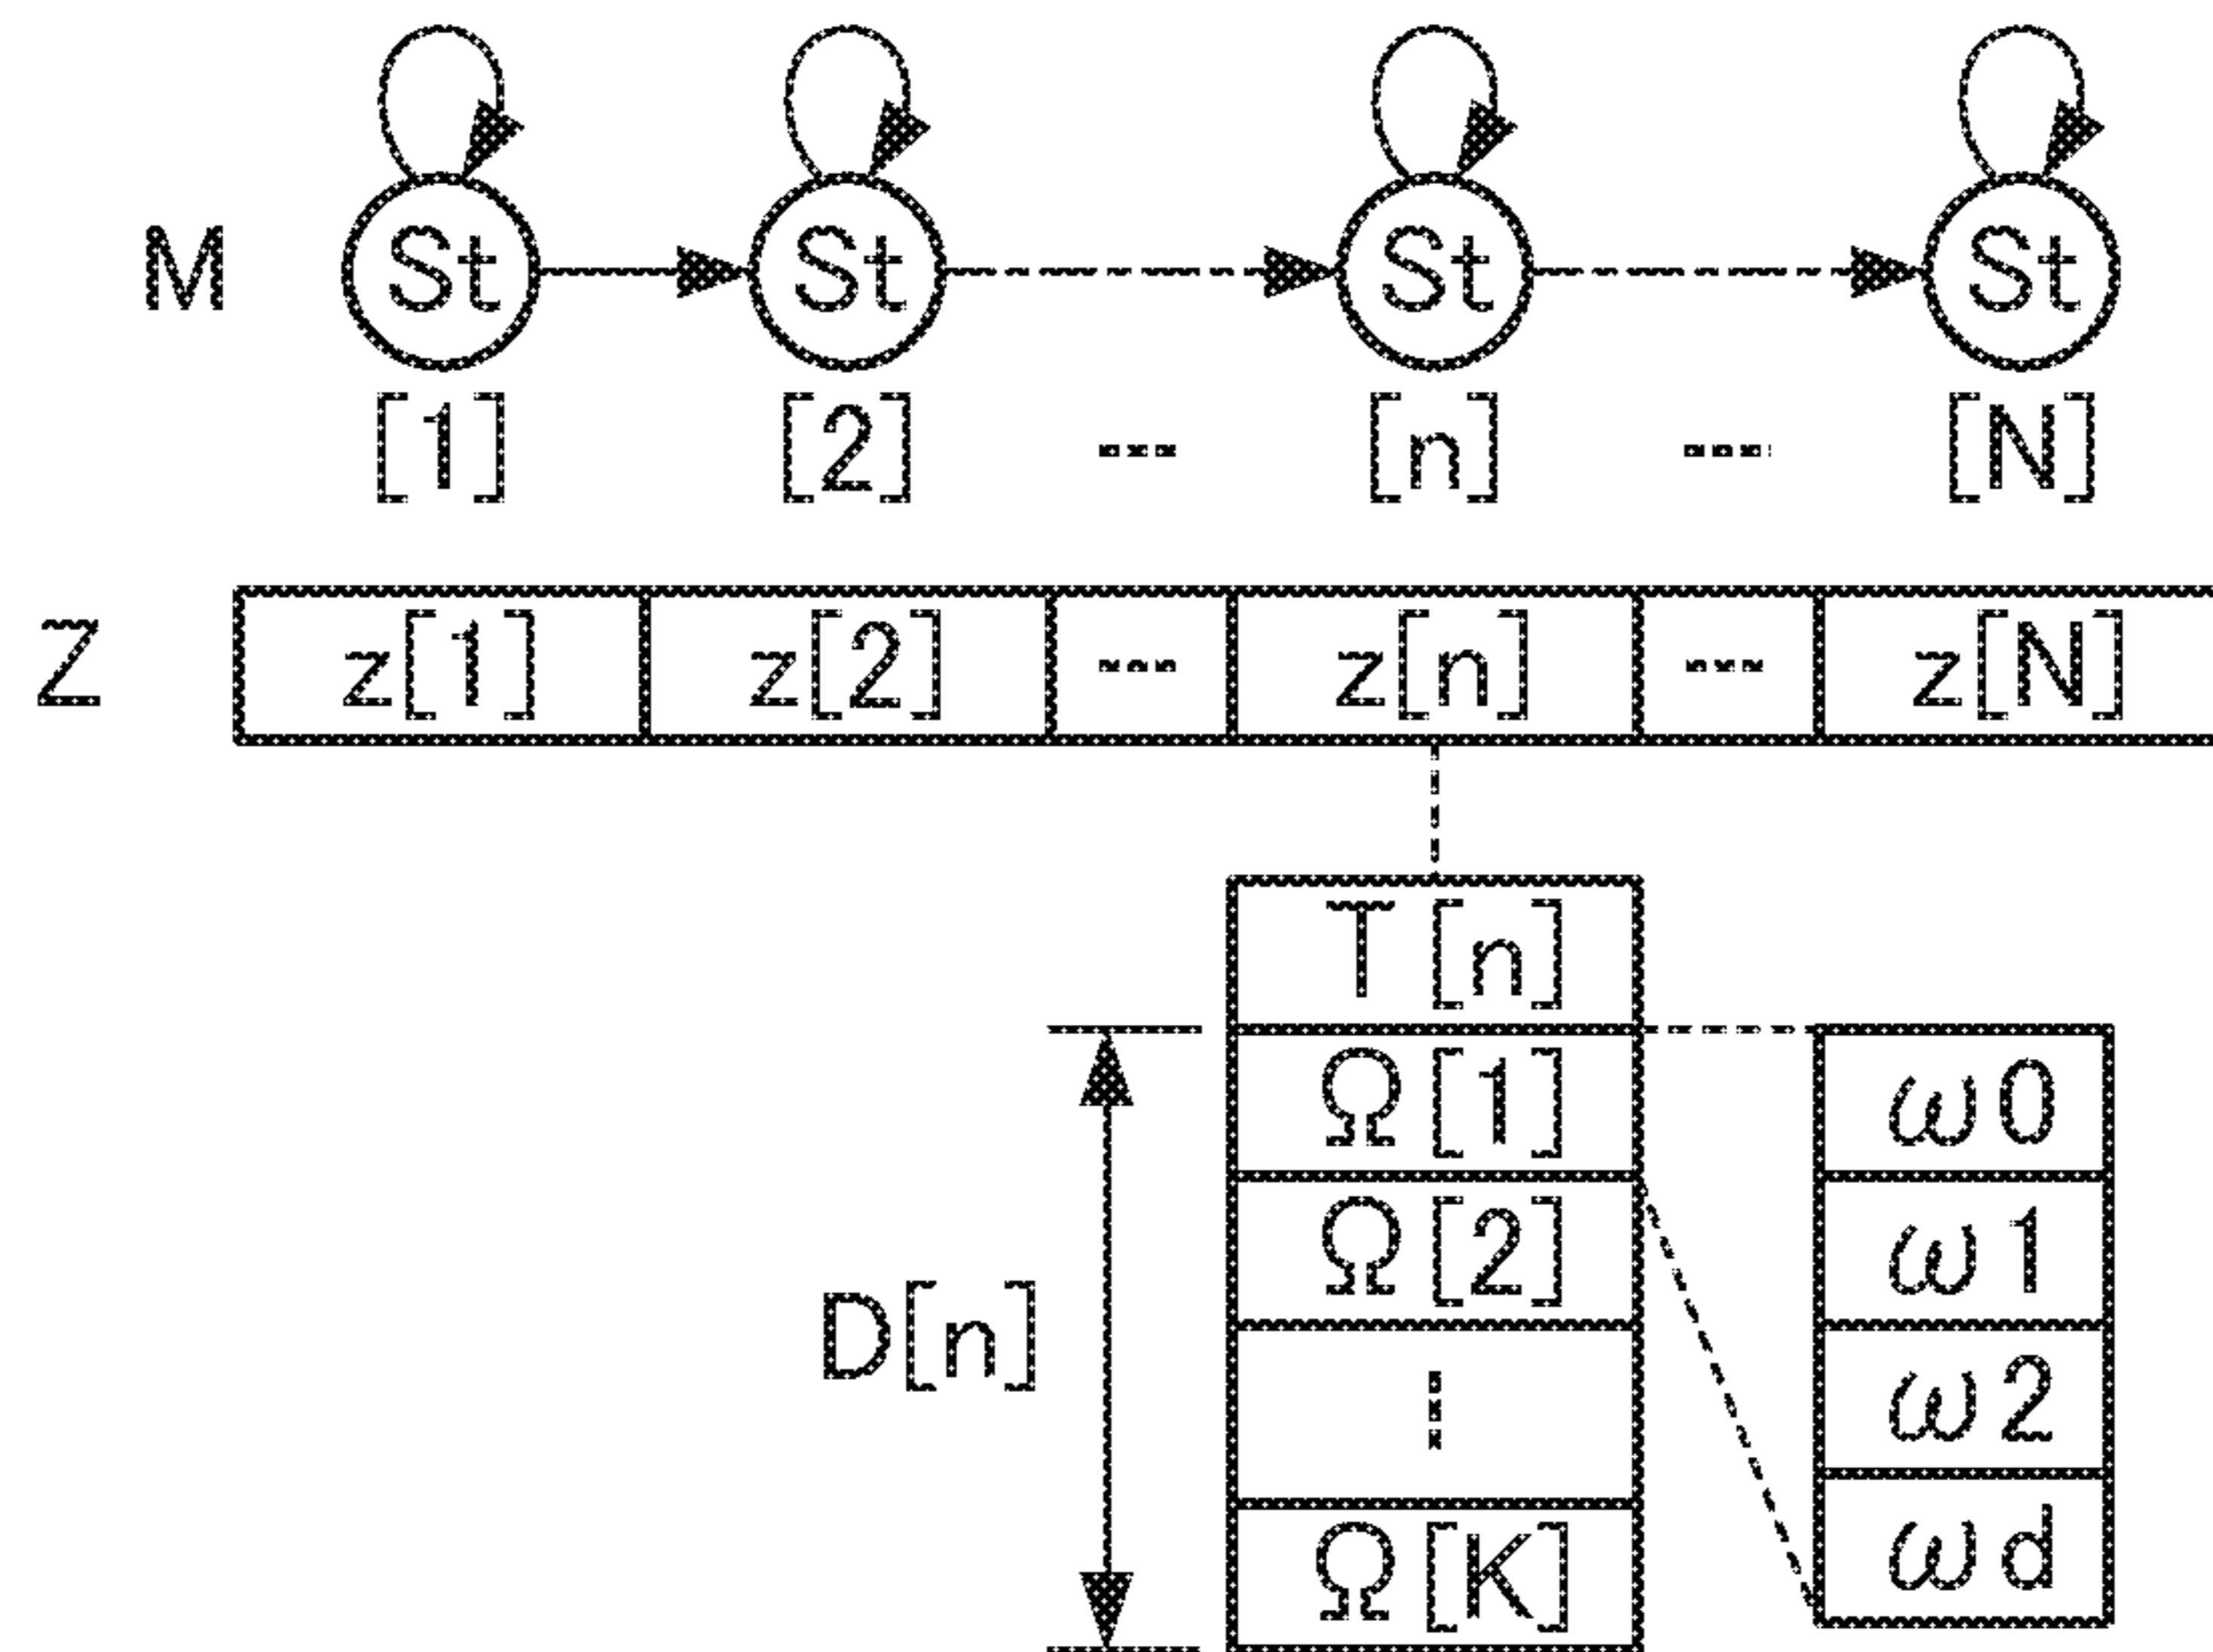 M St St St St
[1] [2] --- [n] --- [N]
Z z[1] z[2] --- z[n] --- z[N]
T[n]
Ω[1] ω0
Ω[2] ω1
D[n] ω2
Ω[K] ωd